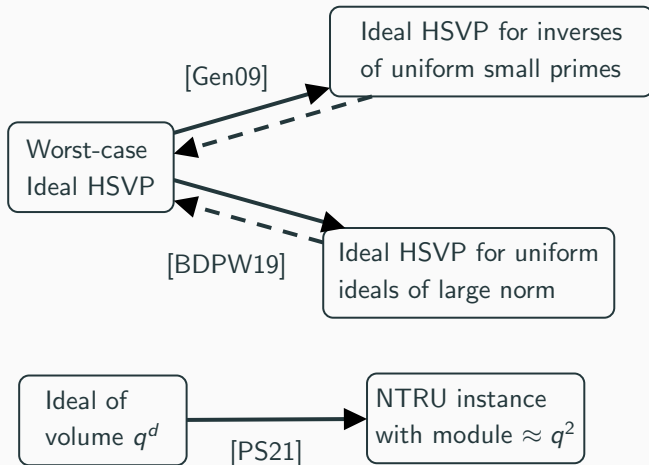 Ideal HSVP for inverses
of uniform small primes
[Gen09]
Worst-case
Ideal HSVP
[BDPW19]
Ideal HSVP for uniform
ideals of large norm
Ideal of
volume q^d
[PS21]
NTRU instance
with module ≈ q^2